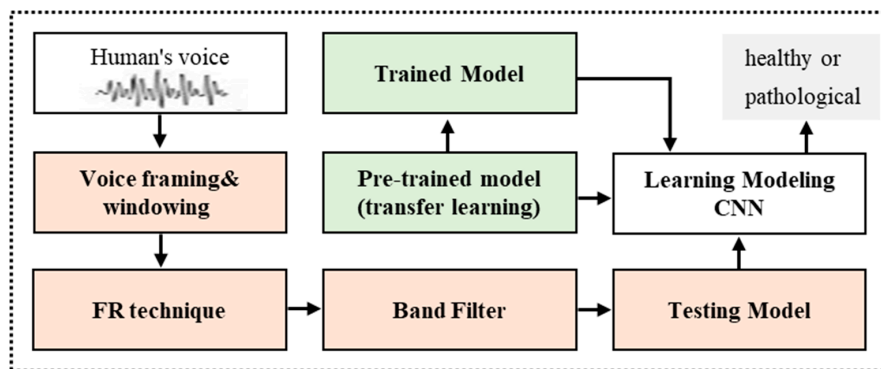 Human's voice
Trained Model
healthy or
pathological
Voice framing&
windowing
Pre-trained model
(transfer learning)
Learning Modeling
CNN
FR technique
Band Filter
Testing Model